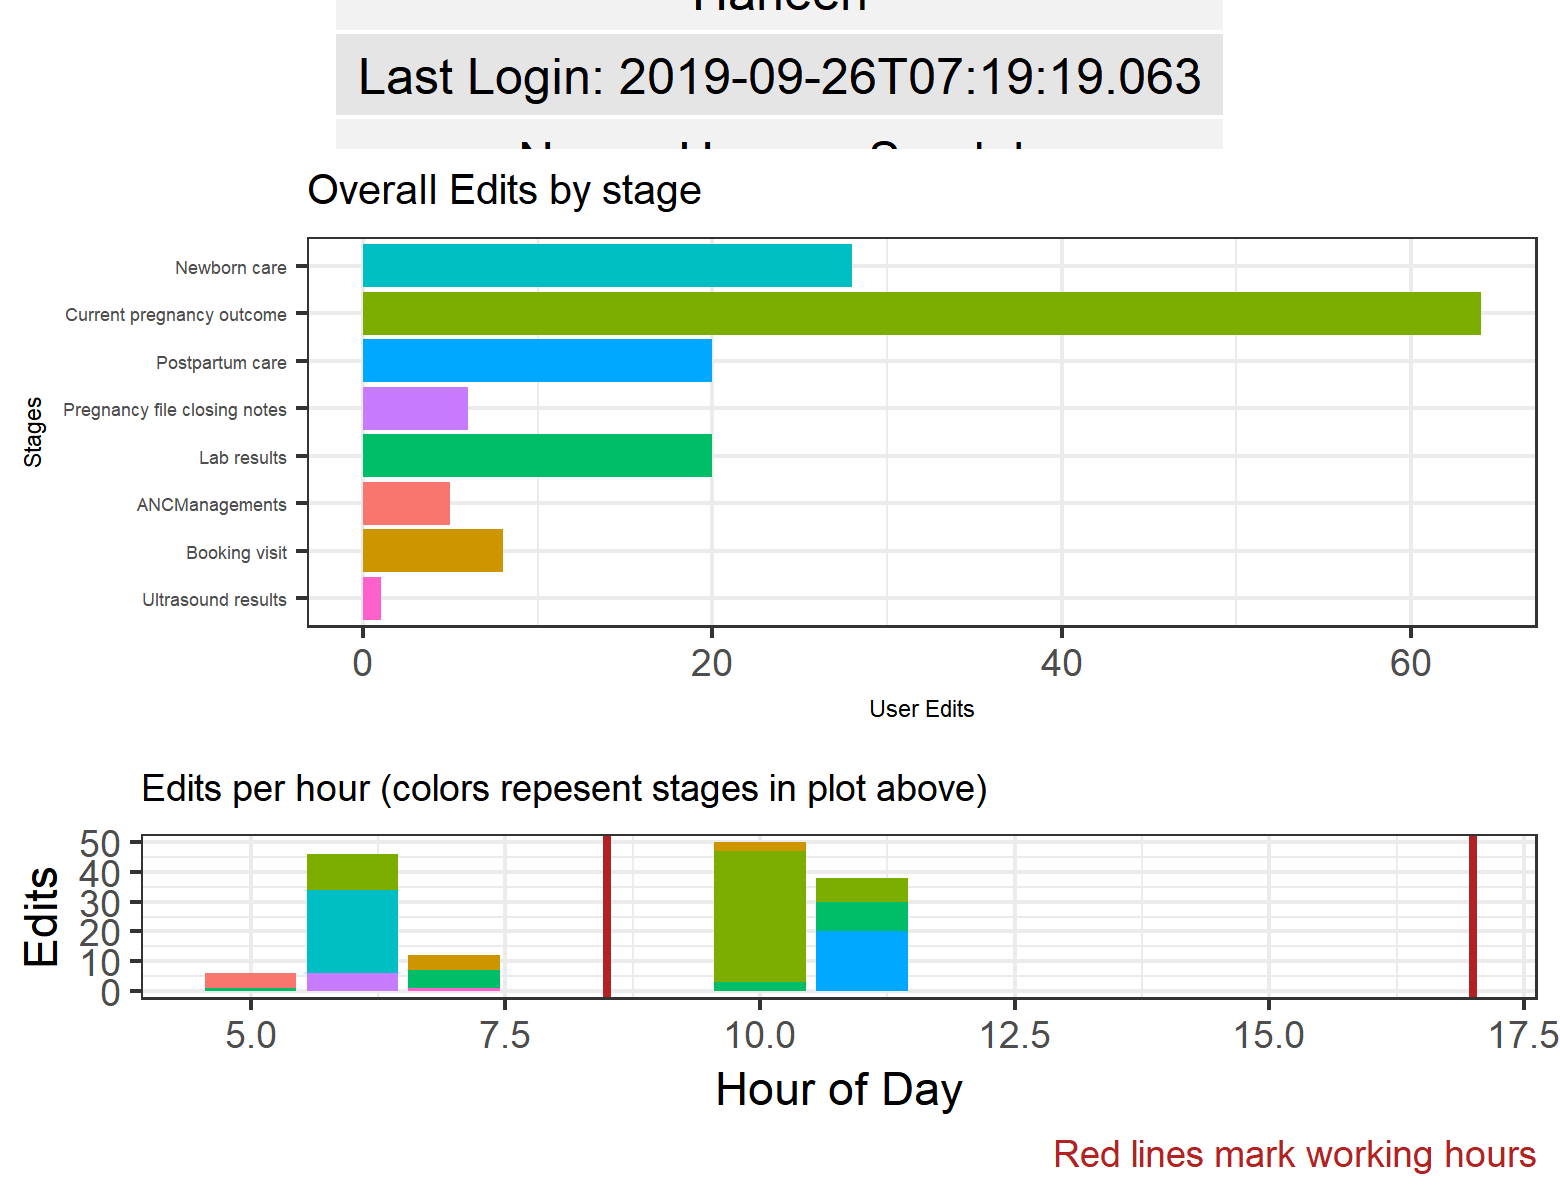 Last Login: 2019-09-26T07:19:19.063
Overall Edits by stage
Stages
Newborn care
Current pregnancy outcome
Postpartum care
Pregnancy file closing notes
Lab results
ANCManagements
Booking visit
Ultrasound results
0 20 40 60
User Edits
Edits per hour (colors repesent stages in plot above)
Edits
50
40
30
20
10
0
5.0 7.5 10.0 12.5 15.0 17.5
Hour of Day
Red lines mark working hours